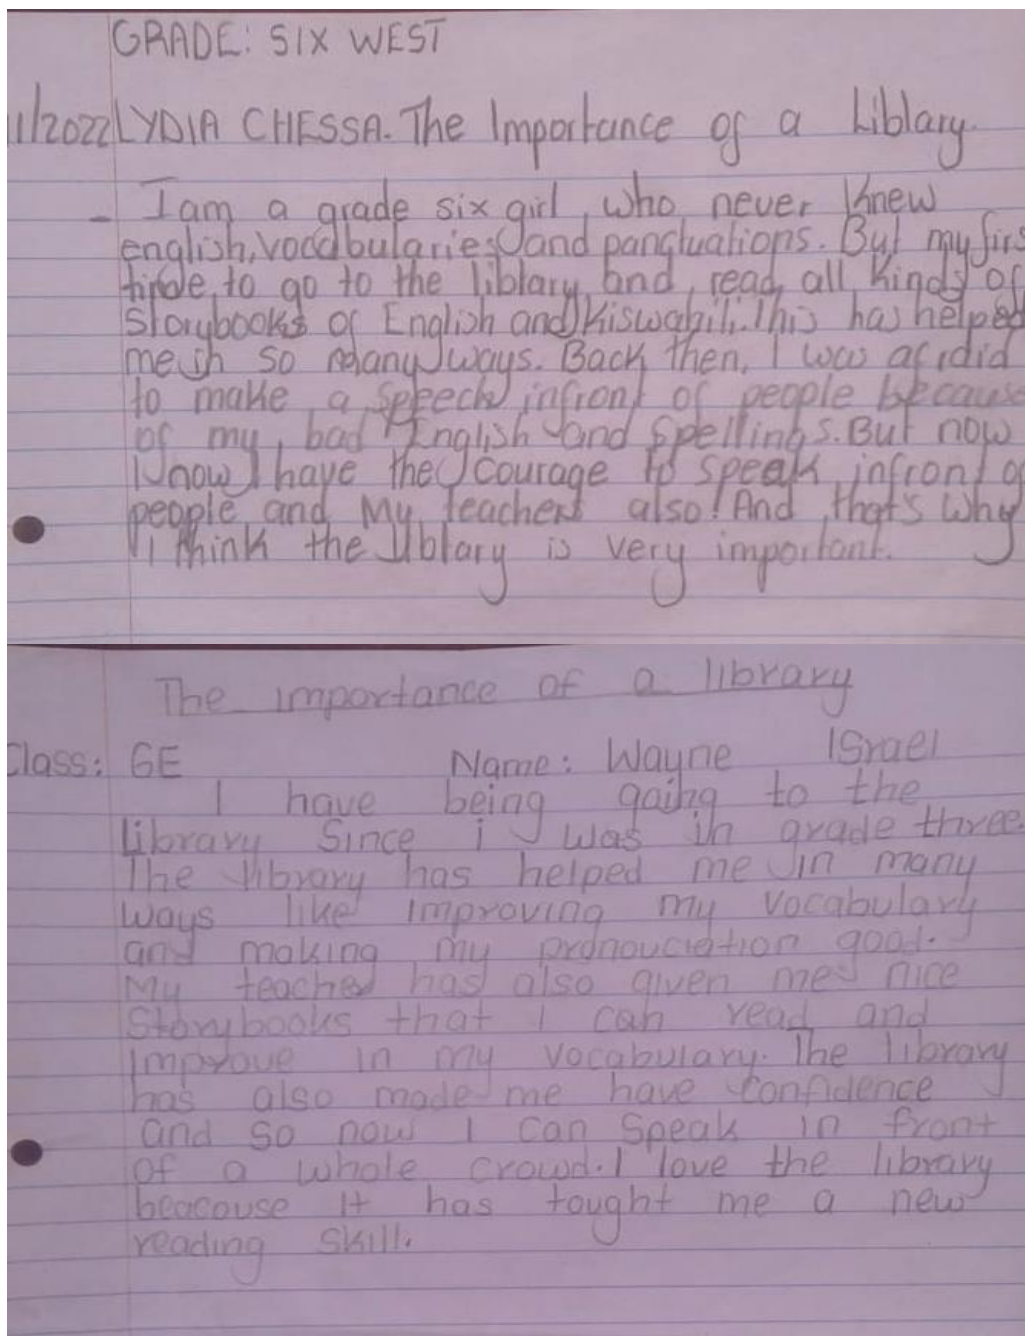 GRADE: SIX WEST
11/2022 LYDIA CHESSA. The Importance of a Liblary.
- I am a grade six girl, who never Knew
english, vocabularies and panctuations. But my firs
time, to go to the liblary and read all Kinds of
Storybooks of English and Kiswahili. This has helped
me in so many ways. Back then, I was afraid
to make a speech infront of people because
of my bad English and Spellings. But now
I now I have the courage to speak infront of
people and My teachers also! And that's Why
i think the liblary is very important.
The importance of a library
Class: 6E Name: Wayne Israel
I have being going to the
library Since i was in grade three.
The library has helped me in many
ways like improving my vocabulary
and making my pronouciation good.
My teacher has also given me nice
Storybooks that I can read and
improve in my vocabulary. The library
has also made me have confidence
and so now I can Speak in front
of a whole crowd. I love the library
beacouse it has tought me a new
reading skill.